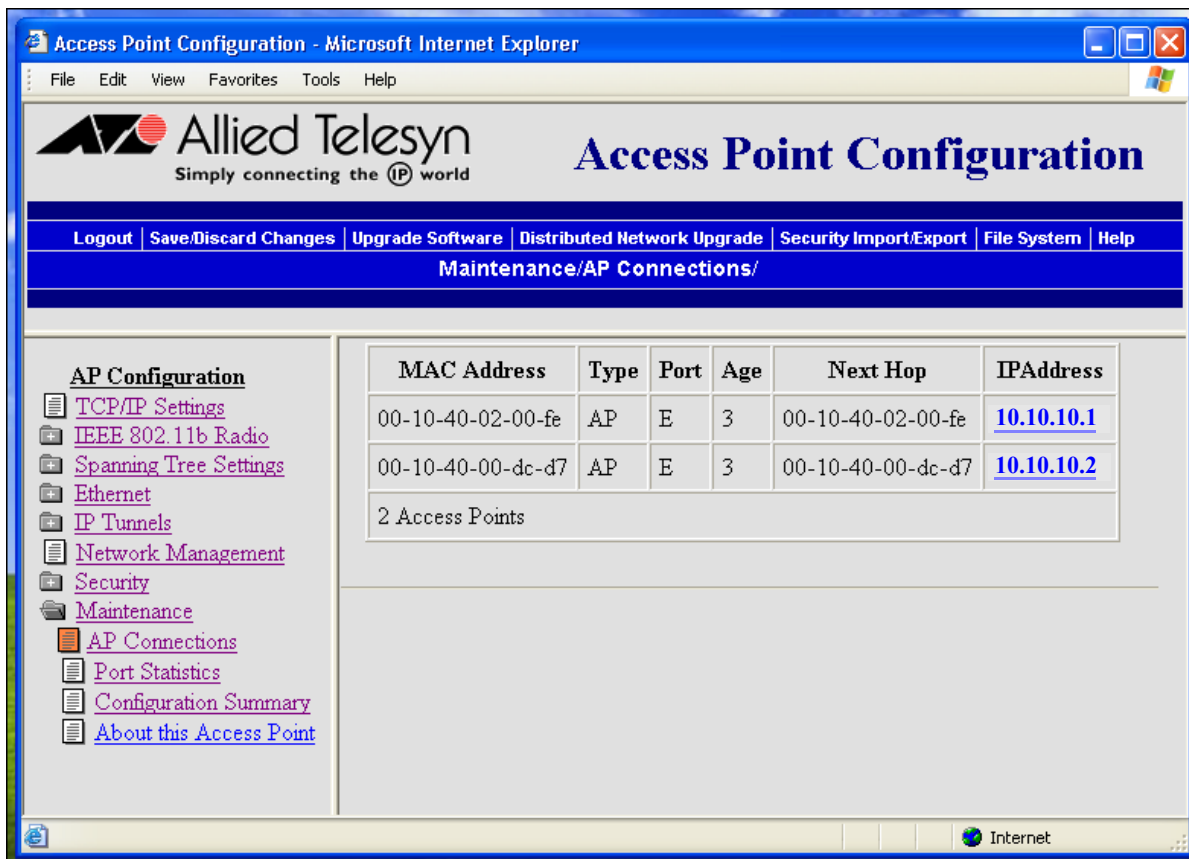 Access Point Configuration - Microsoft Internet Explorer
File Edit View Favorites Tools Help
Allied Telesyn
Simply connecting the IP world
Access Point Configuration
Logout | Save/Discard Changes | Upgrade Software | Distributed Network Upgrade | Security Import/Export | File System | Help
Maintenance/AP Connections/
AP Configuration
TCP/IP Settings
IEEE 802.11b Radio
Spanning Tree Settings
Ethernet
IP Tunnels
Network Management
Security
Maintenance
AP Connections
Port Statistics
Configuration Summary
About this Access Point
MAC Address Type Port Age Next Hop IPAddress
00-10-40-02-00-fe AP E 3 00-10-40-02-00-fe 10.10.10.1
00-10-40-00-dc-d7 AP E 3 00-10-40-00-dc-d7 10.10.10.2
2 Access Points
Internet